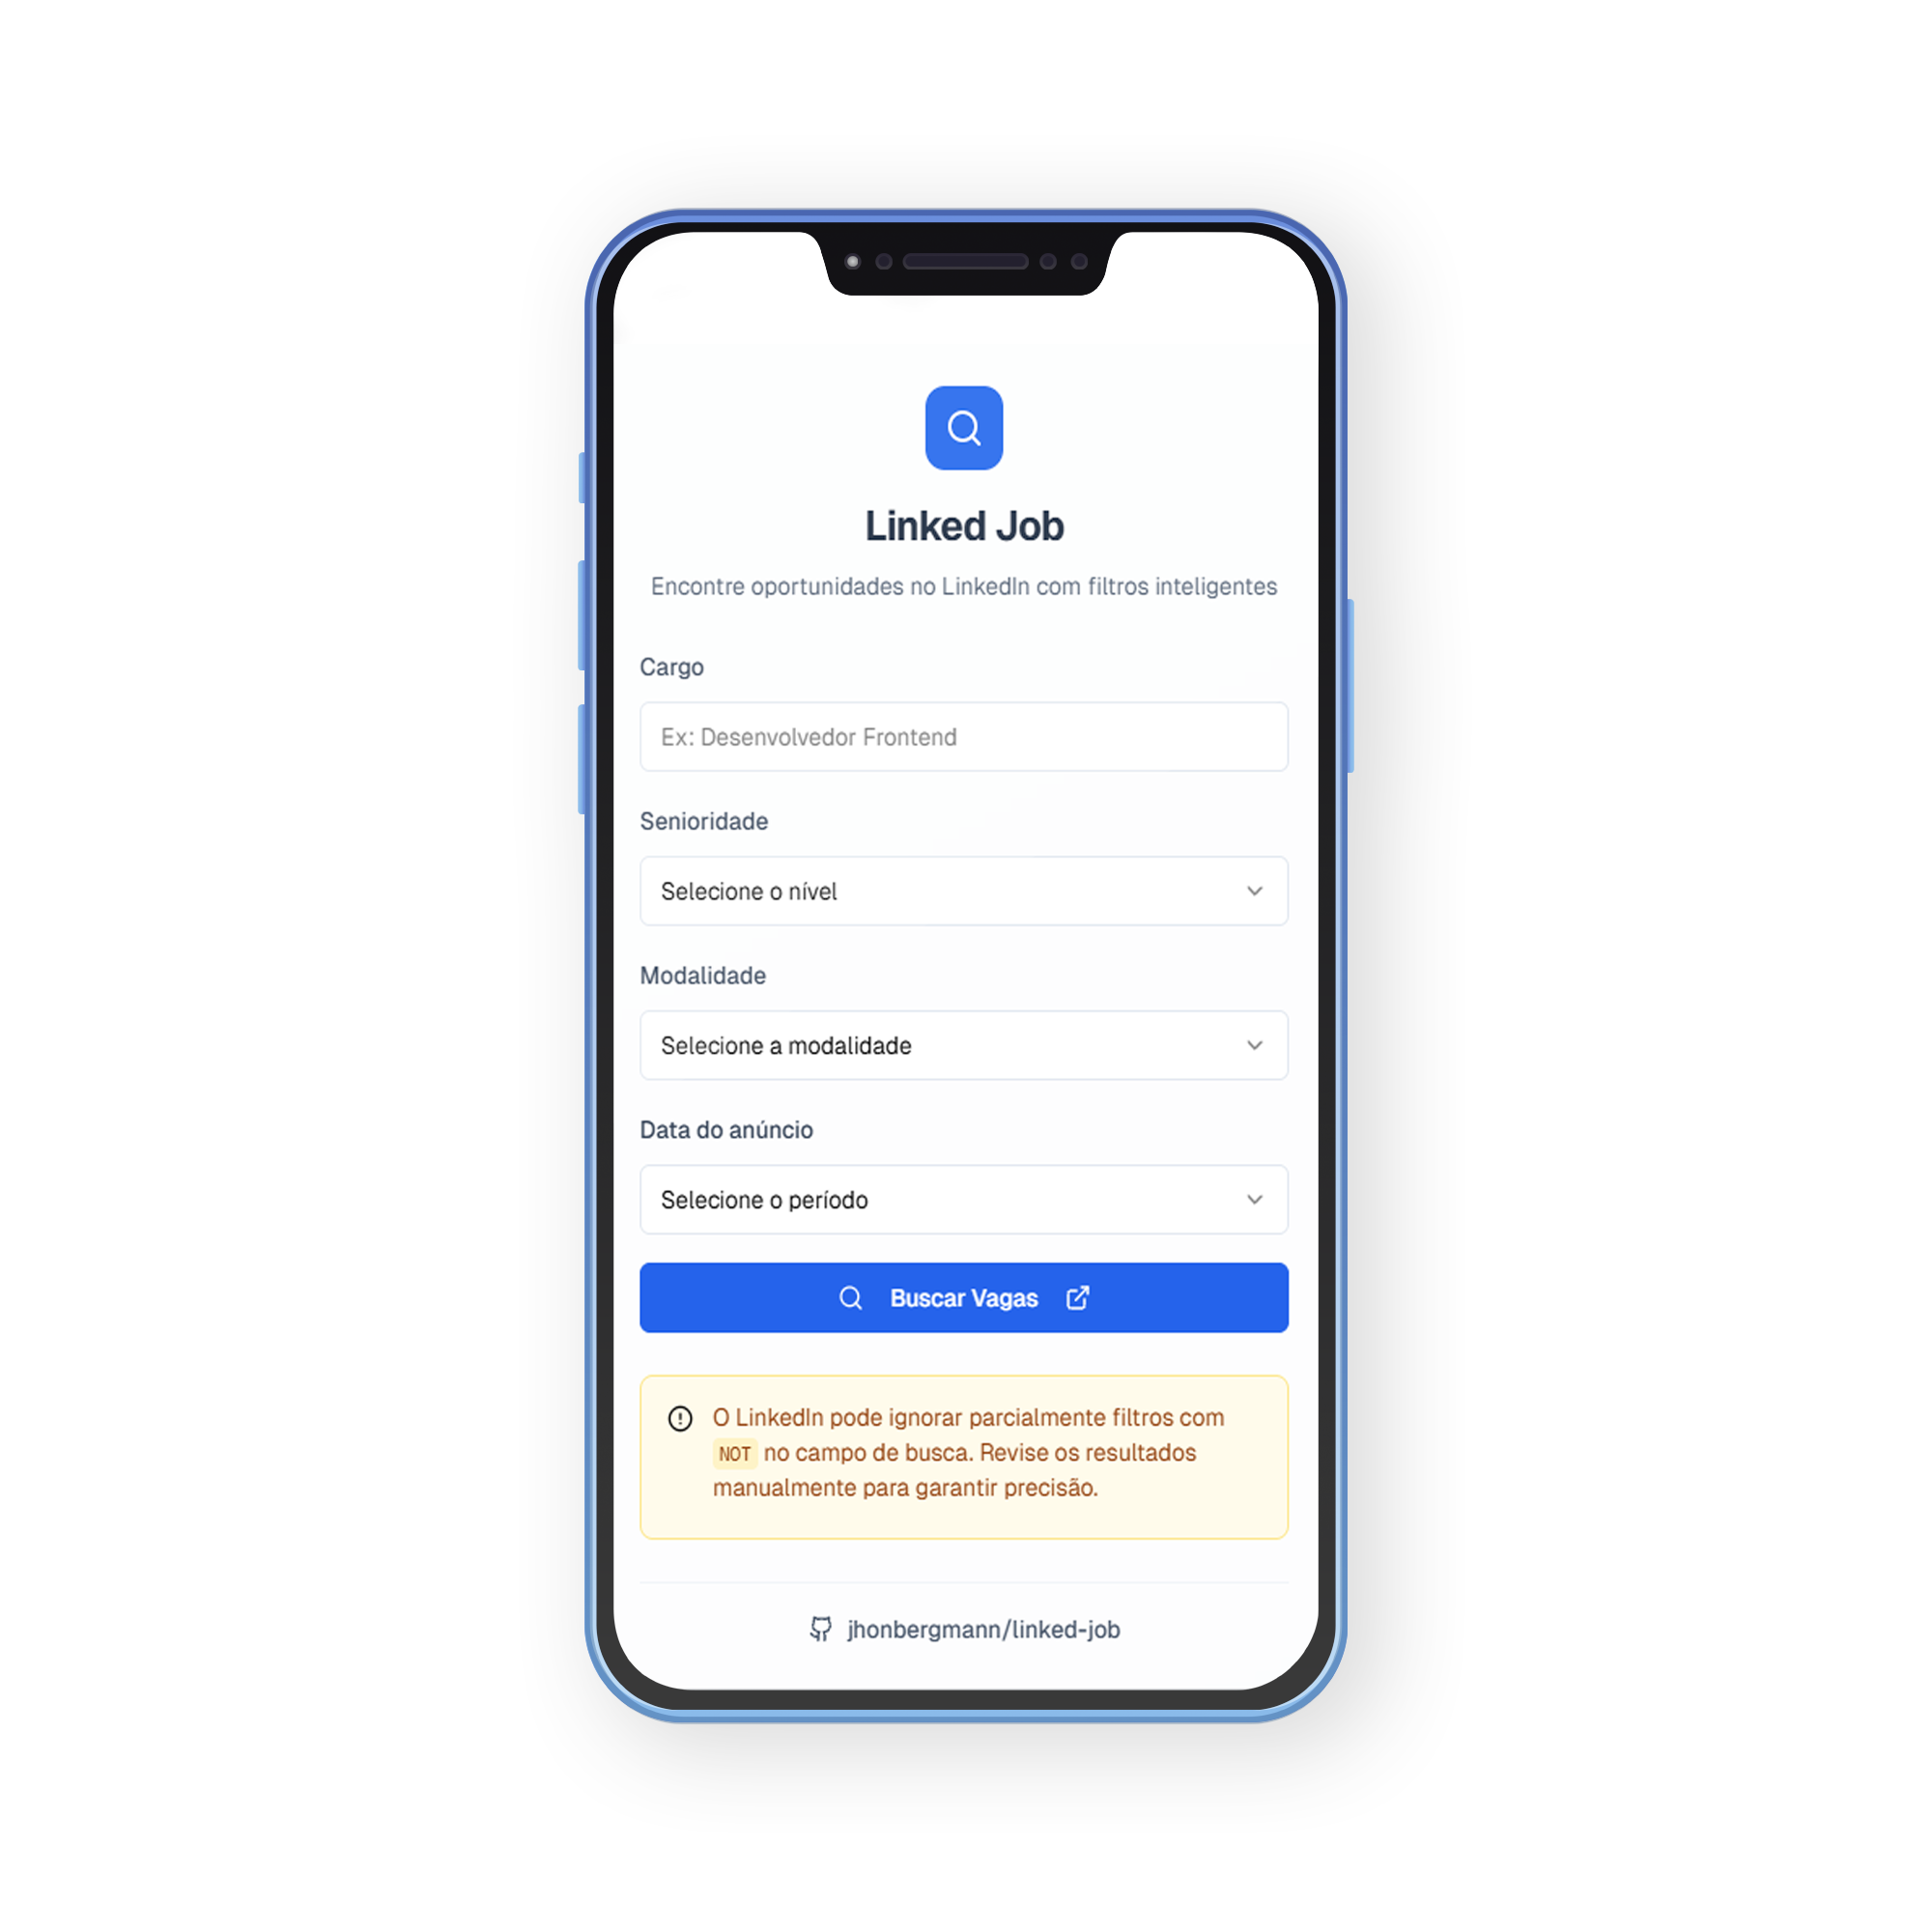 Linked Job
Encontre oportunidades no LinkedIn com filtros inteligentes
Cargo
Ex: Desenvolvedor Frontend
Senioridade
Selecione o nível
Modalidade
Selecione a modalidade
Data do anúncio
Selecione o período
Buscar Vagas
O LinkedIn pode ignorar parcialmente filtros com
NOT no campo de busca. Revise os resultados
manualmente para garantir precisão.
jhonbergmann/linked-job